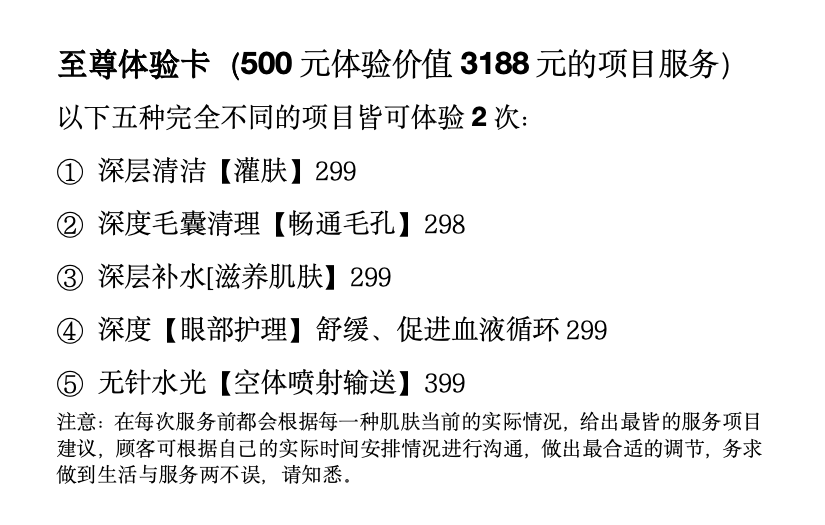 至尊体验卡（500 元体验价值 3188 元的项目服务）
以下五种完全不同的项目皆可体验 2 次：
① 深层清洁【灌肤】299
② 深度毛囊清理【畅通毛孔】298
③ 深层补水[滋养肌肤】299
④ 深度【眼部护理】舒缓、促进血液循环 299
⑤ 无针水光【空体喷射输送】399
注意：在每次服务前都会根据每一种肌肤当前的实际情况，给出最皆的服务项目
建议，顾客可根据自己的实际时间安排情况进行沟通，做出最合适的调节，务求
做到生活与服务两不误，请知悉。